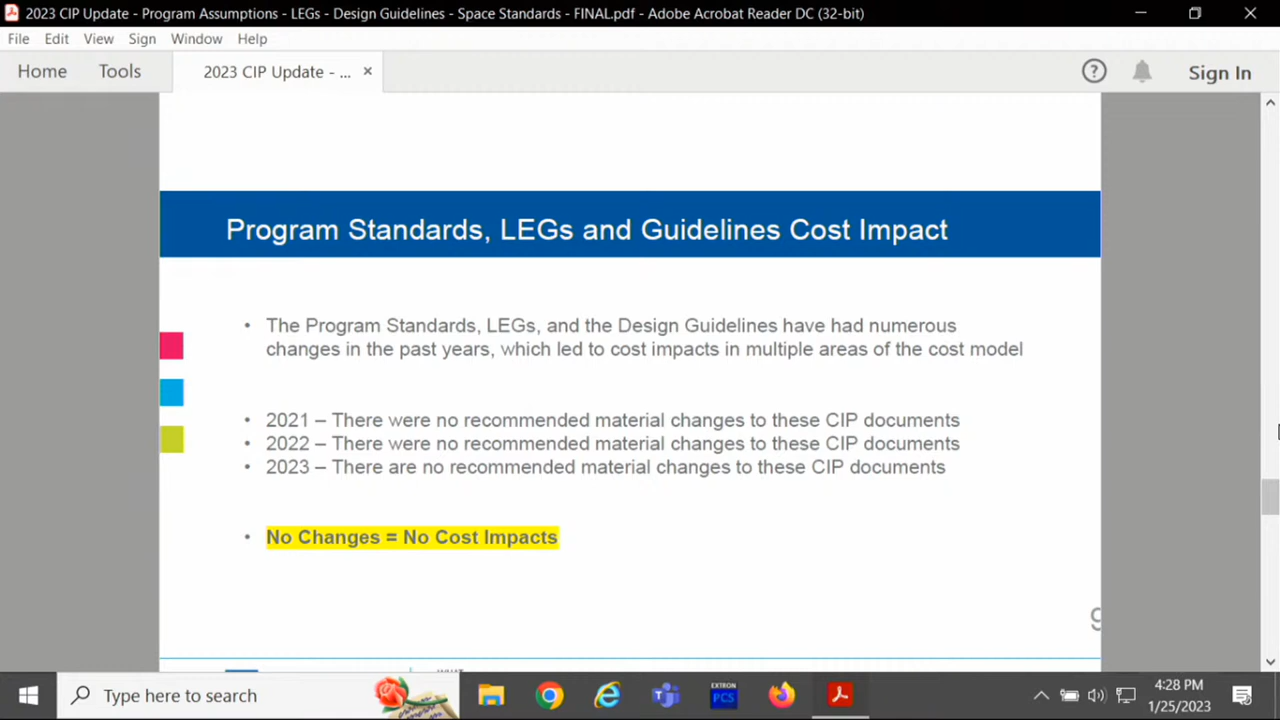 2023 CIP Update - Program Assumptions - LEGs - Design Guidelines - Space Standards - FINAL.pdf - Adobe Acrobat Reader DC (32-bit)
File Edit View Sign Window Help
Home Tools 2023 CIP Update - ... × ? Sign In
Program Standards, LEGs and Guidelines Cost Impact
• The Program Standards, LEGs, and the Design Guidelines have had numerous
changes in the past years, which led to cost impacts in multiple areas of the cost model
• 2021 – There were no recommended material changes to these CIP documents
• 2022 – There were no recommended material changes to these CIP documents
• 2023 – There are no recommended material changes to these CIP documents
• No Changes = No Cost Impacts
9
Type here to search
EXTRON
PCS
4:28 PM
1/25/2023